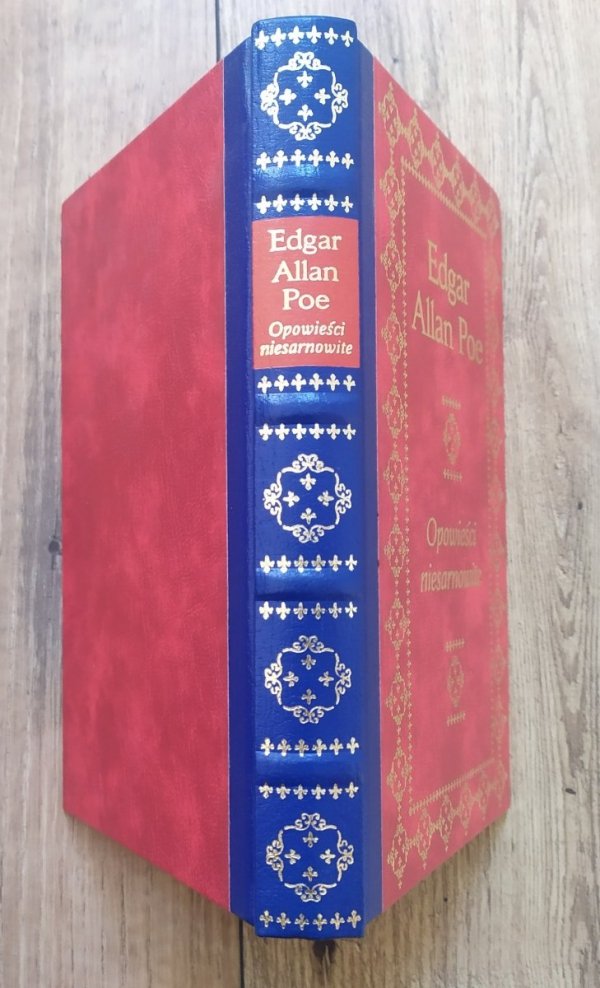 Edgar
Allan
Poe
Opowieści
niesarnowite
Edgar
Allan Poe
Opowieści
niesarnowite